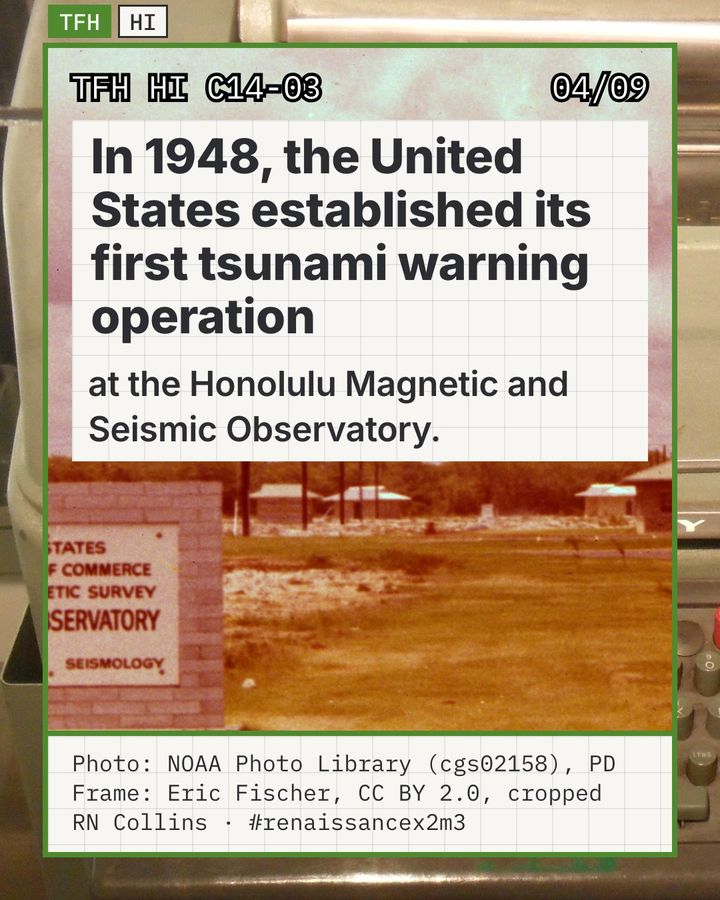 TFH HI
TFH HI C14-03 04/09
In 1948, the United
States established its
first tsunami warning
operation
at the Honolulu Magnetic and
Seismic Observatory.
STATES
F COMMERCE
ETIC SURVEY
SERVATORY
SEISMOLOGY
Photo: NOAA Photo Library (cgs02158), PD
Frame: Eric Fischer, CC BY 2.0, cropped
RN Collins · #renaissancex2m3